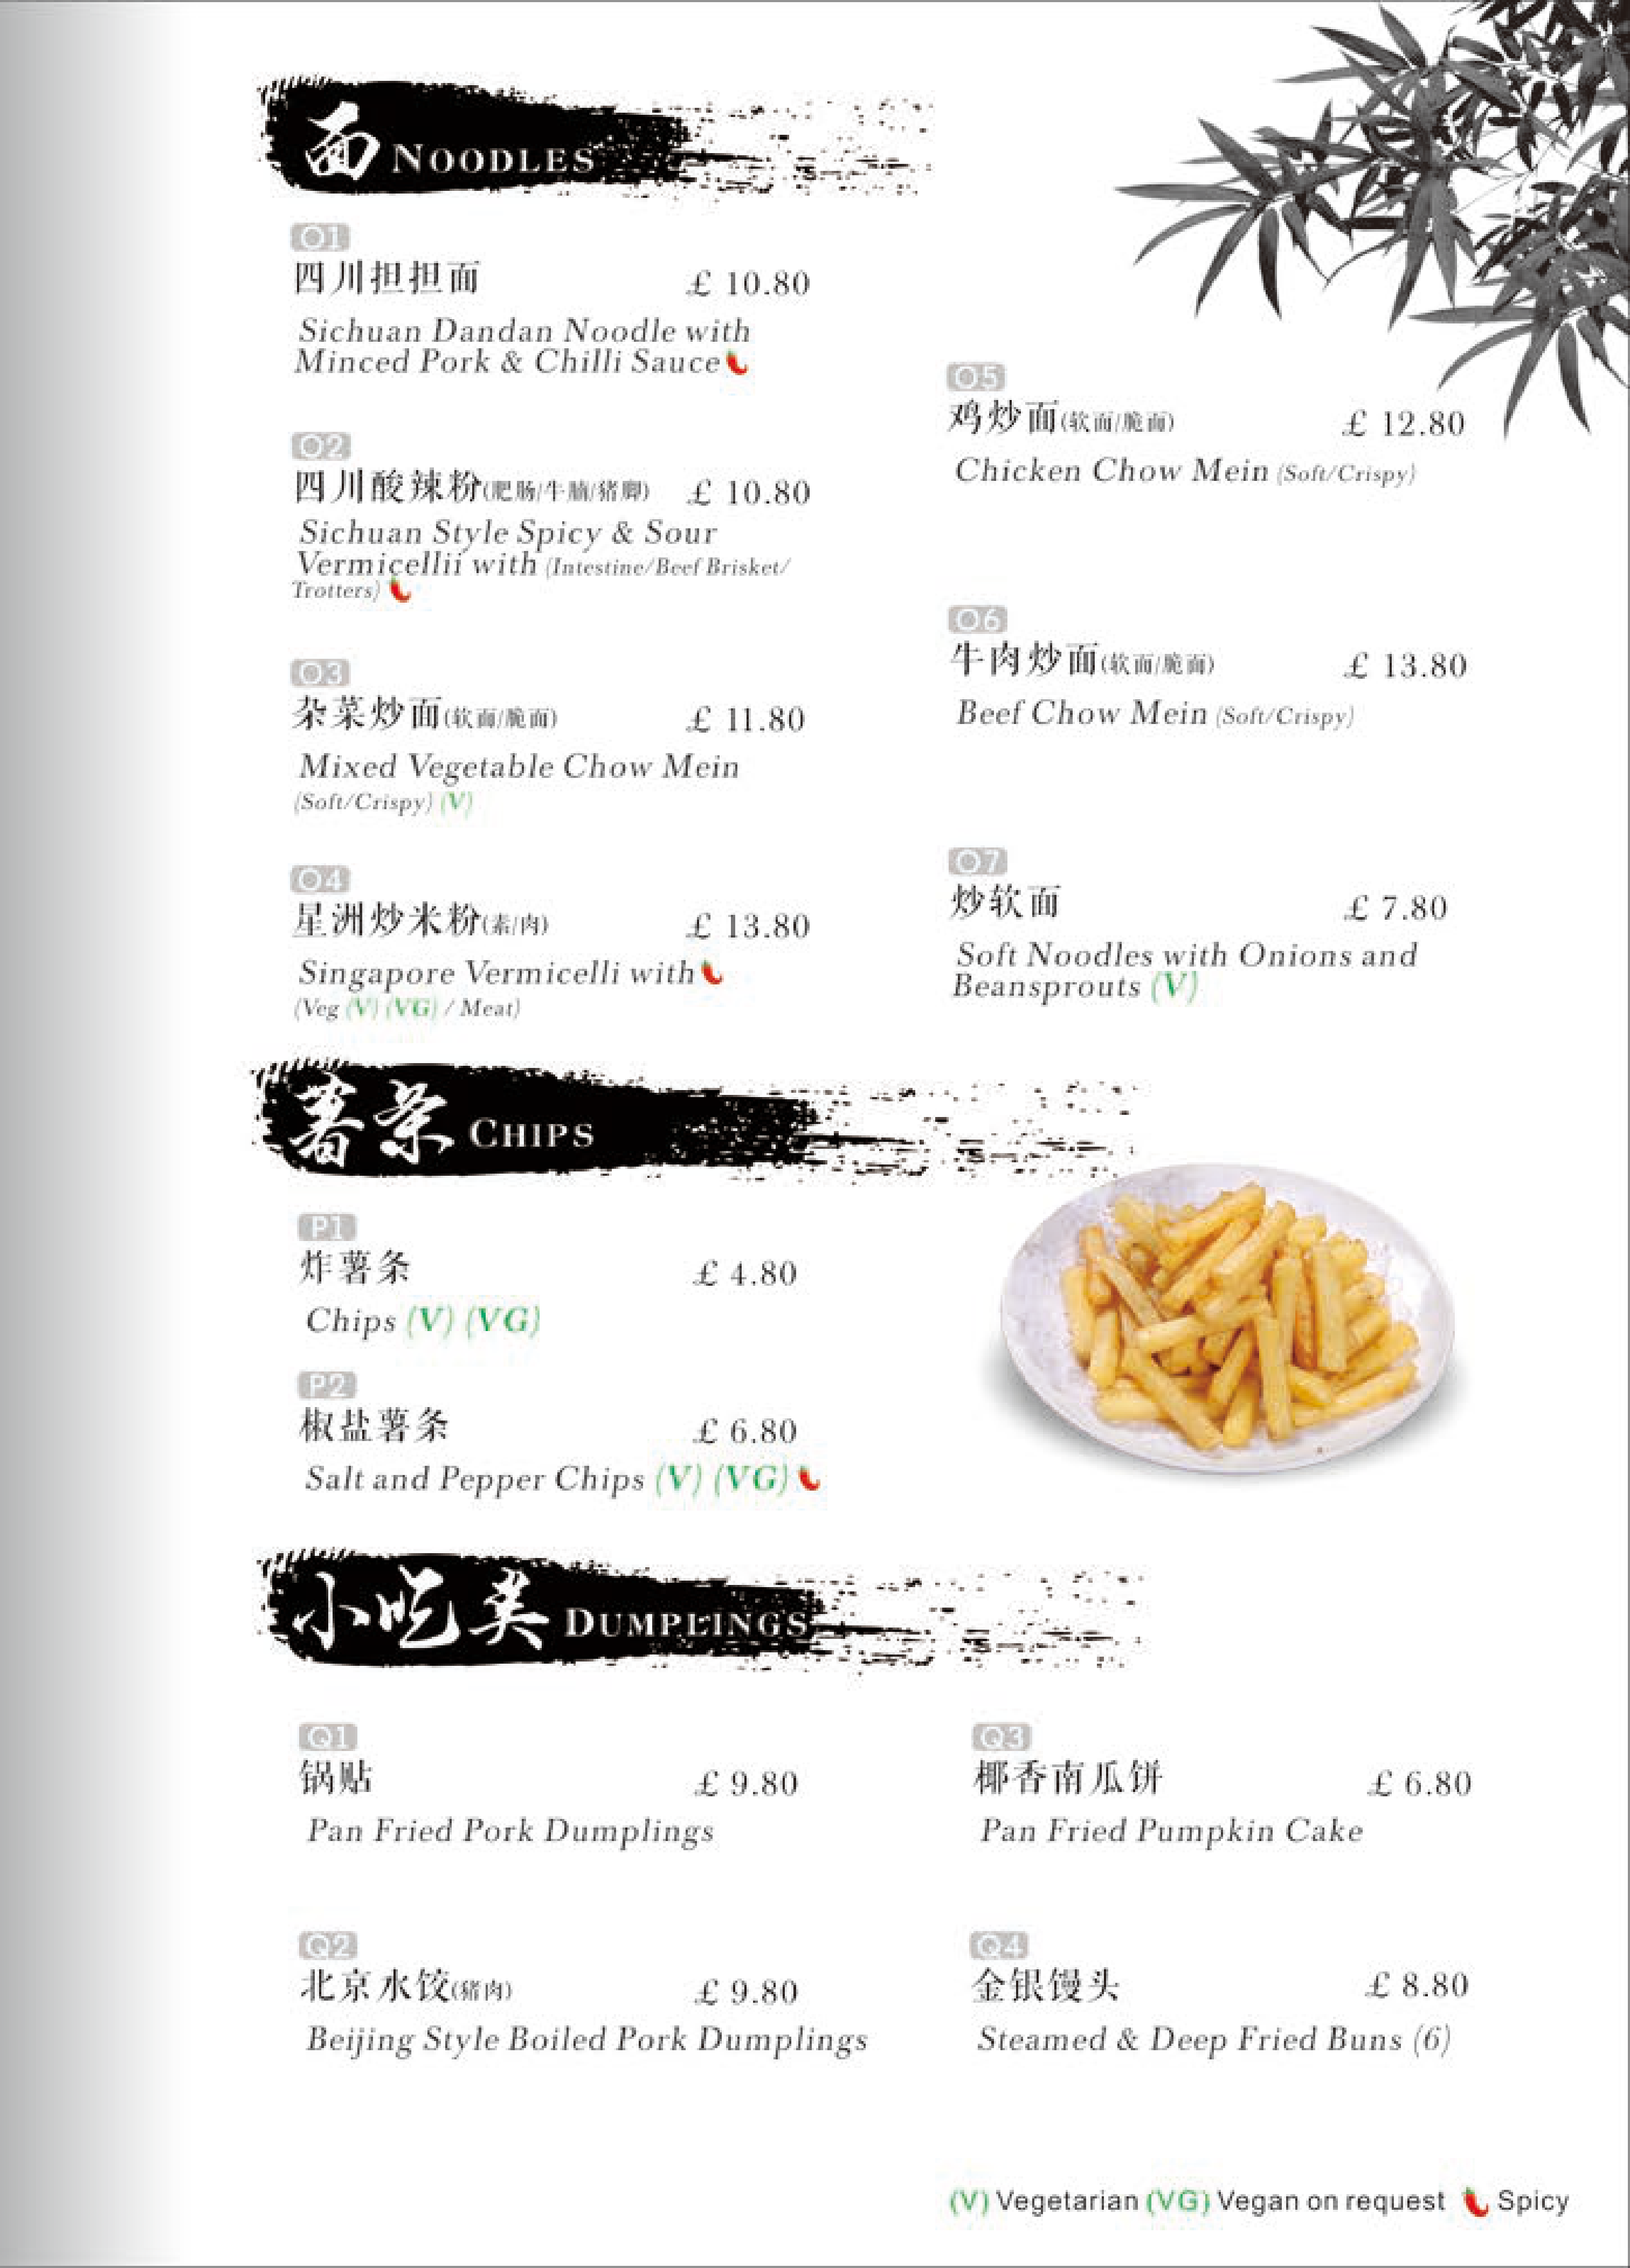 面 NOODLES
O1
四川担担面 £ 10.80
Sichuan Dandan Noodle with
Minced Pork & Chilli Sauce
O2
四川酸辣粉(肥肠/牛腩/猪脚) £ 10.80
Sichuan Style Spicy & Sour
Vermicellii with (Intestine/Beef Brisket/
Trotters)
O3
杂菜炒面(软面/脆面) £ 11.80
Mixed Vegetable Chow Mein
(Soft/Crispy) (V)
O4
星洲炒米粉(素/肉) £ 13.80
Singapore Vermicelli with
(Veg (V) (VG) / Meat)
O5
鸡炒面(软面/脆面) £ 12.80
Chicken Chow Mein (Soft/Crispy)
O6
牛肉炒面(软面/脆面) £ 13.80
Beef Chow Mein (Soft/Crispy)
O7
炒软面 £ 7.80
Soft Noodles with Onions and
Beansprouts (V)
薯条 CHIPS
P1
炸薯条 £ 4.80
Chips (V) (VG)
P2
椒盐薯条 £ 6.80
Salt and Pepper Chips (V) (VG)
小吃类 DUMPLINGS
Q1
锅贴 £ 9.80
Pan Fried Pork Dumplings
Q2
北京水饺(猪肉) £ 9.80
Beijing Style Boiled Pork Dumplings
Q3
椰香南瓜饼 £ 6.80
Pan Fried Pumpkin Cake
Q4
金银馒头 £ 8.80
Steamed & Deep Fried Buns (6)
(V) Vegetarian (VG) Vegan on request Spicy